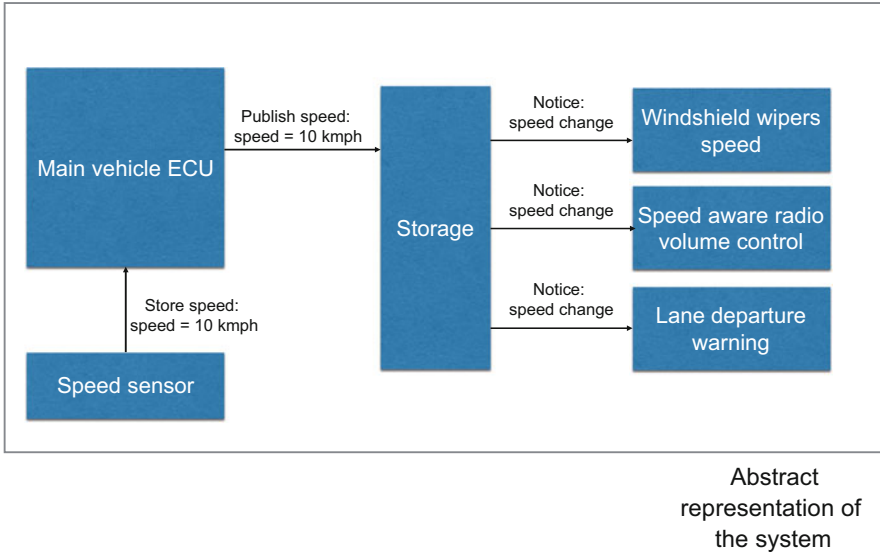 Main vehicle ECU
Publish speed:
speed = 10 kmph
Store speed:
speed = 10 kmph
Speed sensor
Storage
Notice:
speed change
Windshield wipers
speed
Notice:
speed change
Speed aware radio
volume control
Notice:
speed change
Lane departure
warning
Abstract
representation of
the system